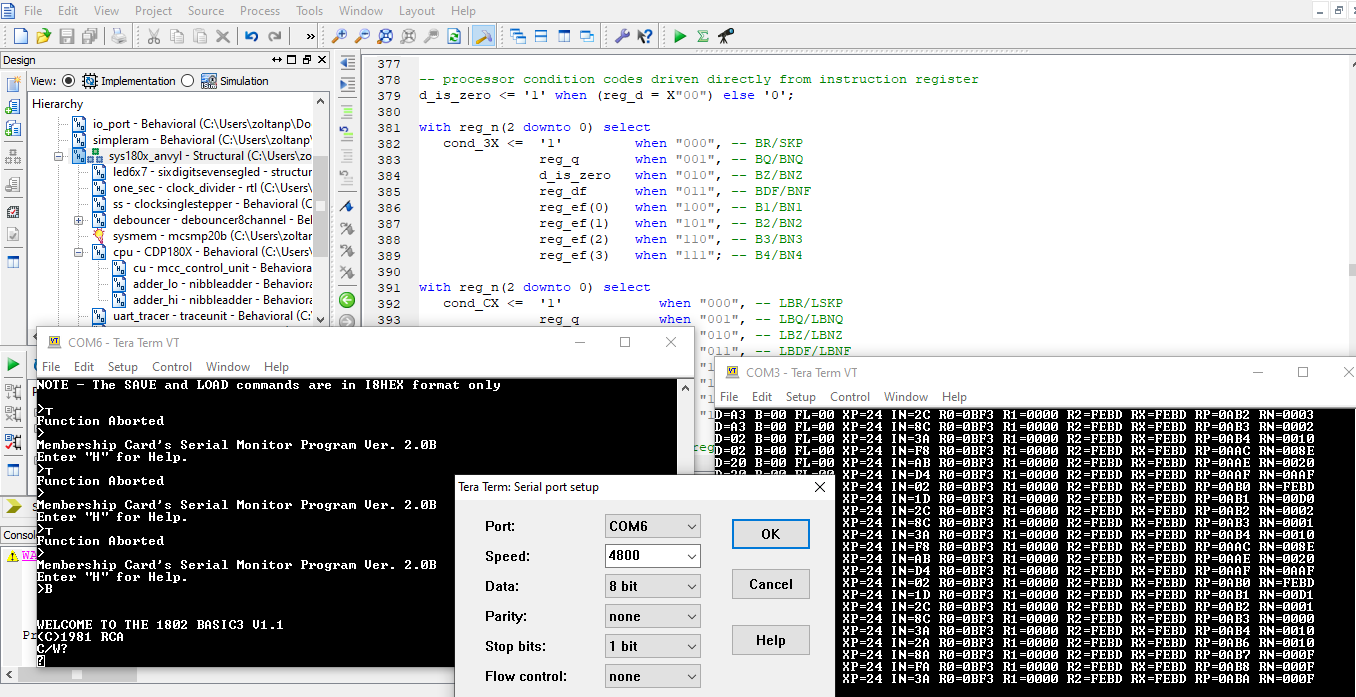 File Edit View Project Source Process Tools Window Layout Help
Design
View: Implementation Simulation
Hierarchy
io_port - Behavioral (C:\Users\zoltanp\Do
simpleram - Behavioral (C:\Users\zoltanp\
sys180x_anvyl - Structural (C:\Users\zo
led6x7 - sixdigitsevensegled - structur
one_sec - clock_divider - rtl (C:\Users\
ss - clocksinglestepper - Behavioral (C
debouncer - debouncer8channel - Bel
sysmem - mcsmp20b (C:\Users\zoltar
cpu - CDP180X - Behavioral (C:\Users\
cu - mcc_control_unit - Behaviora
adder_lo - nibbleadder - Behaviora
adder_hi - nibbleadder - Behaviora
uart_tracer - traceunit - Behavioral (C:
377
378 -- processor condition codes driven directly from instruction register
379 d_is_zero <= '1' when (reg_d = X"00") else '0';
380
381 with reg_n(2 downto 0) select
382 cond_3X <= '1' when "000", -- BR/SKP
383 reg_q when "001", -- BQ/BNQ
384 d_is_zero when "010", -- BZ/BNZ
385 reg_df when "011", -- BDF/BNF
386 reg_ef(0) when "100", -- B1/BN1
387 reg_ef(1) when "101", -- B2/BN2
388 reg_ef(2) when "110", -- B3/BN3
389 reg_ef(3) when "111"; -- B4/BN4
390
391 with reg_n(2 downto 0) select
392 cond_CX <= '1' when "000", -- LBR/LSKP
393 reg_q when "001", -- LBQ/LBNQ
"010", -- LBZ/LBNZ
"011", -- LBDF/LBNF
Consol
COM6 - Tera Term VT
File Edit Setup Control Window Help
NOTE - The SAVE and LOAD commands are in I8HEX format only
>T
Function Aborted
>
Membership Card's Serial Monitor Program Ver. 2.0B
Enter "H" for Help.
>T
Function Aborted
>
Membership Card's Serial Monitor Program Ver. 2.0B
Enter "H" for Help.
>T
Function Aborted
>
Membership Card's Serial Monitor Program Ver. 2.0B
Enter "H" for Help.
>B
WELCOME TO THE 1802 BASIC3 V1.1
(C)1981 RCA
C/W?
?
COM3 - Tera Term VT
File Edit Setup Control Window Help
D=A3 B=00 FL=00 XP=24 IN=2C R0=0BF3 R1=0000 R2=FEBD RX=FEBD RP=0AB2 RN=0003
D=A3 B=00 FL=00 XP=24 IN=8C R0=0BF3 R1=0000 R2=FEBD RX=FEBD RP=0AB3 RN=0002
D=02 B=00 FL=00 XP=24 IN=3A R0=0BF3 R1=0000 R2=FEBD RX=FEBD RP=0AB4 RN=0010
D=02 B=00 FL=00 XP=24 IN=F8 R0=0BF3 R1=0000 R2=FEBD RX=FEBD RP=0AAC RN=008E
D=20 B=00 FL=00 XP=24 IN=AB R0=0BF3 R1=0000 R2=FEBD RX=FEBD RP=0AAE RN=0020
XP=24 IN=D4 R0=0BF3 R1=0000 R2=FEBD RX=FEBD RP=0AAF RN=0AAF
XP=24 IN=02 R0=0BF3 R1=0000 R2=FEBD RX=FEBD RP=0AB0 RN=FEBD
XP=24 IN=1D R0=0BF3 R1=0000 R2=FEBD RX=FEBD RP=0AB1 RN=00D0
XP=24 IN=2C R0=0BF3 R1=0000 R2=FEBD RX=FEBD RP=0AB2 RN=0002
XP=24 IN=8C R0=0BF3 R1=0000 R2=FEBD RX=FEBD RP=0AB3 RN=0001
XP=24 IN=3A R0=0BF3 R1=0000 R2=FEBD RX=FEBD RP=0AB4 RN=0010
XP=24 IN=F8 R0=0BF3 R1=0000 R2=FEBD RX=FEBD RP=0AAC RN=008E
XP=24 IN=AB R0=0BF3 R1=0000 R2=FEBD RX=FEBD RP=0AAE RN=0020
XP=24 IN=D4 R0=0BF3 R1=0000 R2=FEBD RX=FEBD RP=0AAF RN=0AAF
XP=24 IN=02 R0=0BF3 R1=0000 R2=FEBD RX=FEBD RP=0AB0 RN=FEBD
XP=24 IN=1D R0=0BF3 R1=0000 R2=FEBD RX=FEBD RP=0AB1 RN=00D1
XP=24 IN=2C R0=0BF3 R1=0000 R2=FEBD RX=FEBD RP=0AB2 RN=0001
XP=24 IN=8C R0=0BF3 R1=0000 R2=FEBD RX=FEBD RP=0AB3 RN=0000
XP=24 IN=3A R0=0BF3 R1=0000 R2=FEBD RX=FEBD RP=0AB4 RN=0010
XP=24 IN=2A R0=0BF3 R1=0000 R2=FEBD RX=FEBD RP=0AB6 RN=0010
XP=24 IN=8A R0=0BF3 R1=0000 R2=FEBD RX=FEBD RP=0AB7 RN=000F
XP=24 IN=FA R0=0BF3 R1=0000 R2=FEBD RX=FEBD RP=0AB8 RN=000F
XP=24 IN=3A R0=0BF3 R1=0000 R2=FEBD RX=FEBD RP=0ABA RN=000F
Tera Term: Serial port setup
Port: COM6 OK
Speed: 4800
Data: 8 bit Cancel
Parity: none
Stop bits: 1 bit Help
Flow control: none